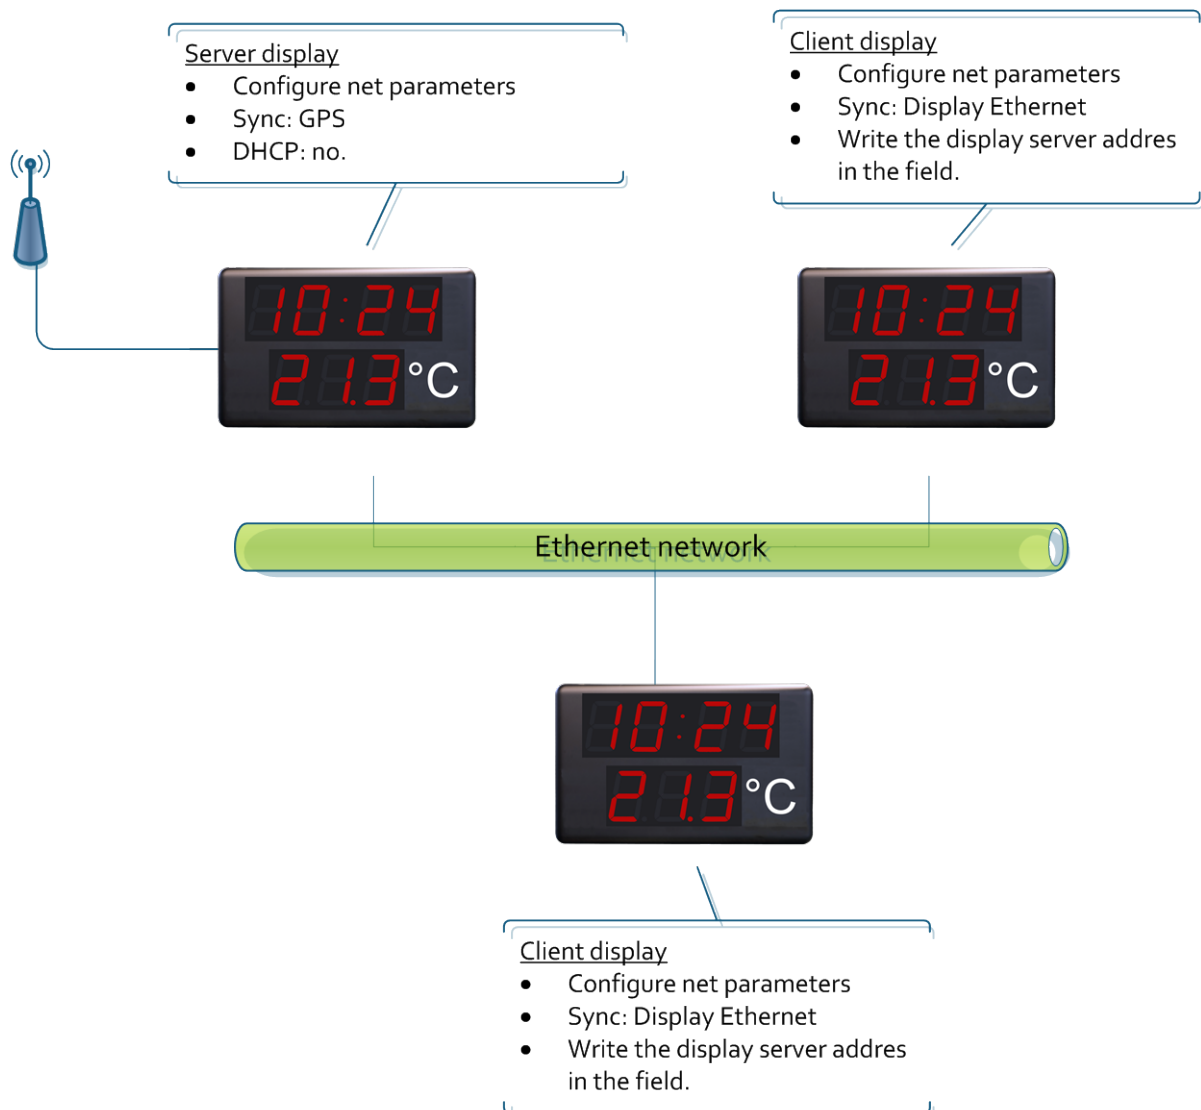 Server display
• Configure net parameters
• Sync: GPS
• DHCP: no.
Client display
• Configure net parameters
• Sync: Display Ethernet
• Write the display server addres
in the field.
10:24
21.3 °C
10:24
21.3 °C
Ethernet network
10:24
21.3 °C
Client display
• Configure net parameters
• Sync: Display Ethernet
• Write the display server addres
in the field.